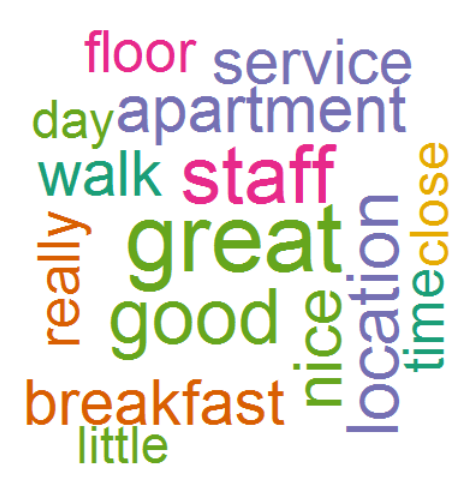 floor
service
day
apartment
walk
staff
close
really
great
location
good
nice
time
breakfast
little